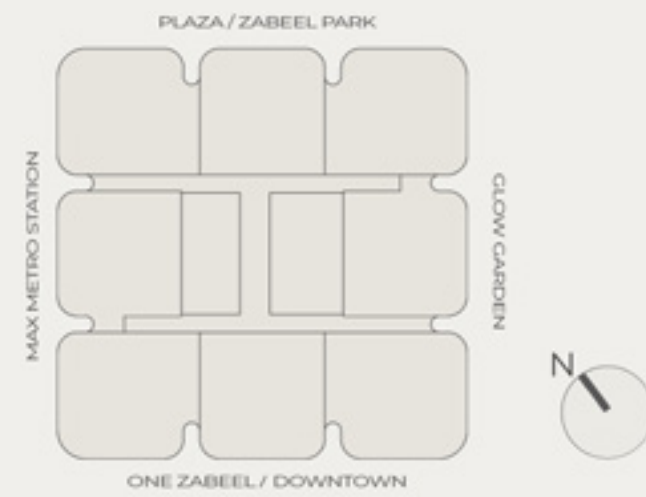 PLAZA / ZABEEL PARK
MAX METRO STATION
GLOW GARDEN
N
ONE ZABEEL / DOWNTOWN